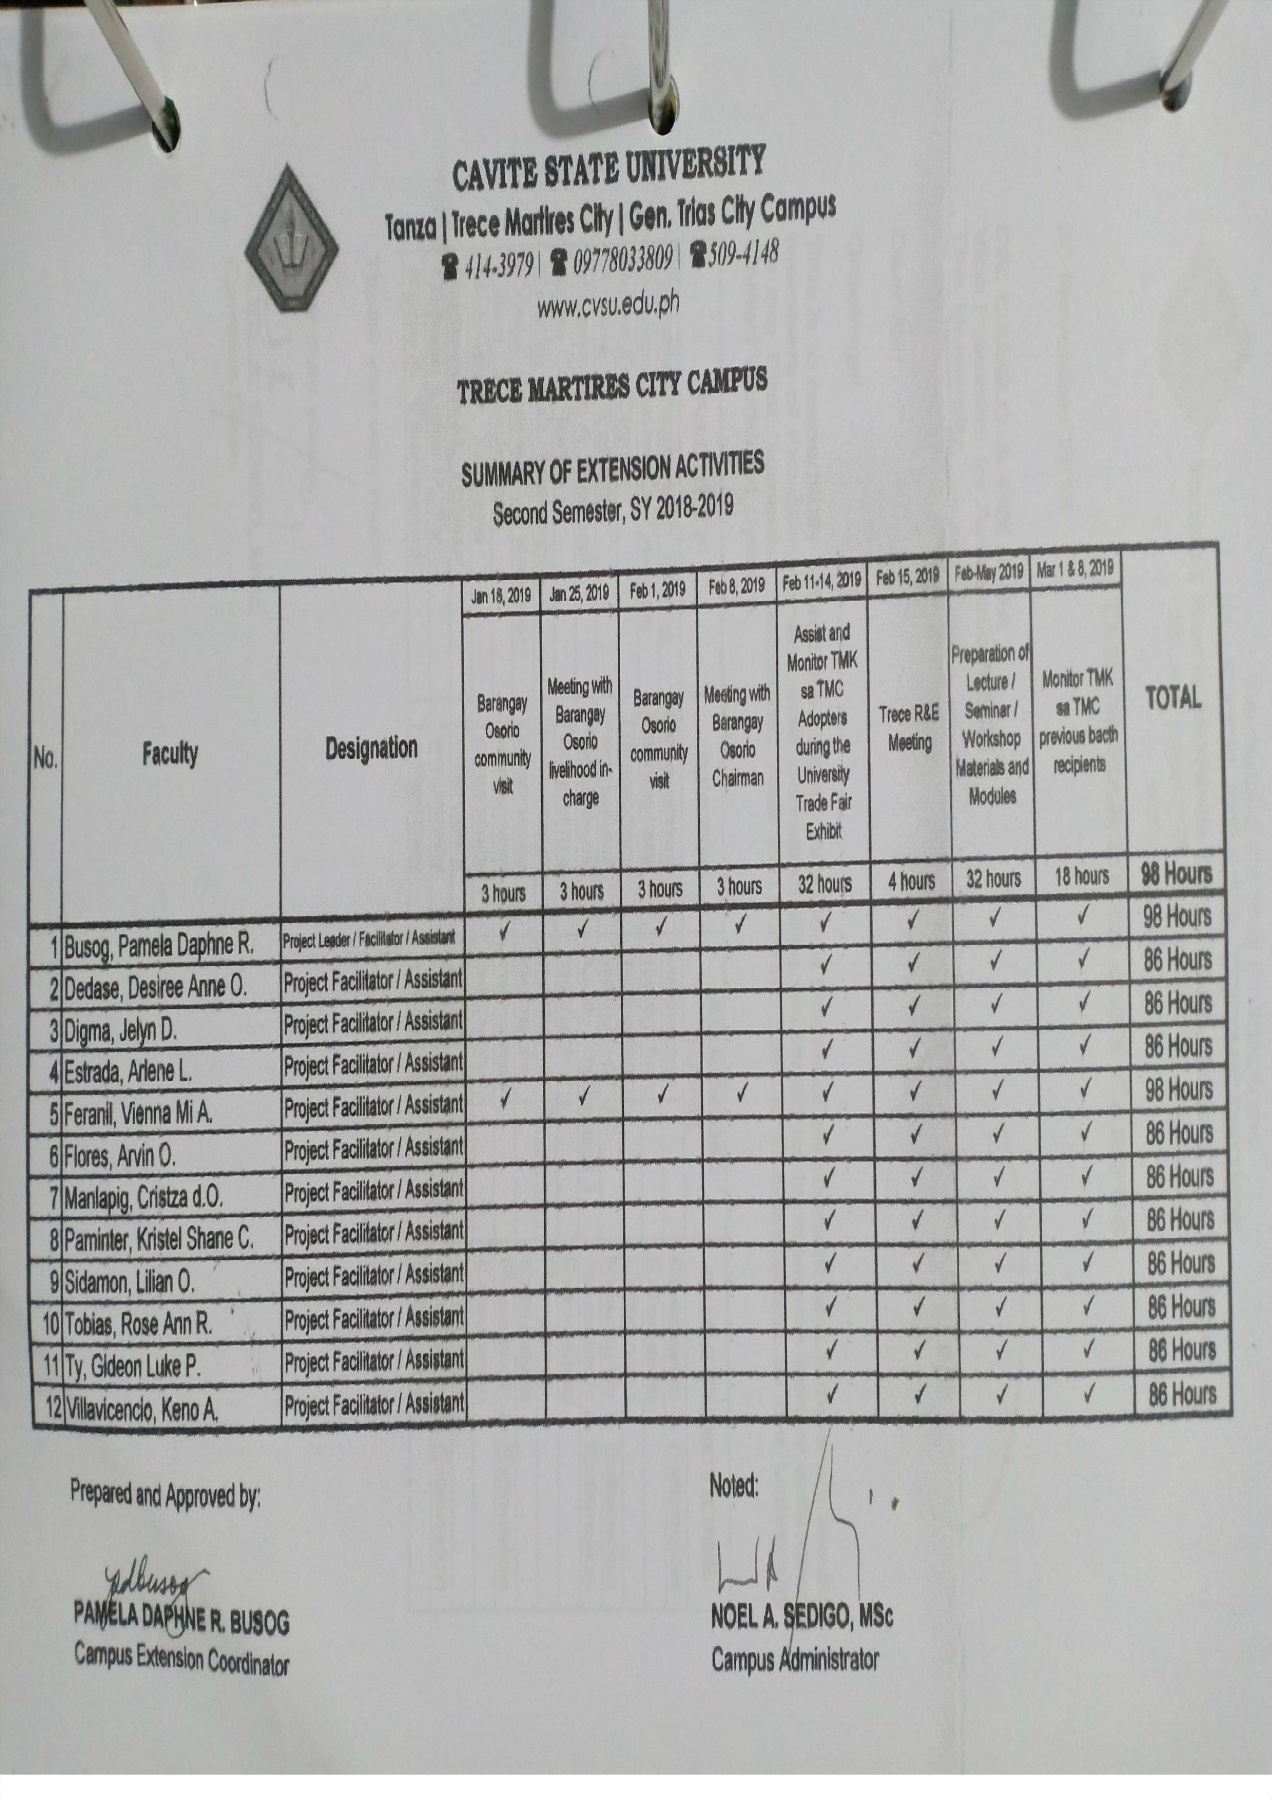 CAVITE STATE UNIVERSITY
Tanza | Trece Martires City | Gen. Trias City Campus
☎ 414-3979 | ☎ 09778033809 | ☎ 509-4148
www.cvsu.edu.ph
TRECE MARTIRES CITY CAMPUS
SUMMARY OF EXTENSION ACTIVITIES
Second Semester, SY 2018-2019
No. Faculty Designation TOTAL
Jan 18, 2019 Jan 25, 2019 Feb 1, 2019 Feb 8, 2019 Feb 11-14, 2019 Feb 15, 2019 Feb-May 2019 Mar 1 & 8, 2019
Barangay
Osorio
community
visit
Meeting with
Barangay
Osorio
livelihood in-
charge
Barangay
Osorio
community
visit
Meeting with
Barangay
Osorio
Chairman
Assist and
Monitor TMK
sa TMC
Adopters
during the
University
Trade Fair
Exhibit
Trece R&E
Meeting
Preparation of
Lecture /
Seminar /
Workshop
Materials and
Modules
Monitor TMK
sa TMC
previous bacth
recipients
3 hours 3 hours 3 hours 3 hours 32 hours 4 hours 32 hours 18 hours 98 Hours
1 Busog, Pamela Daphne R. Project Leader / Facilitator / Assistant ✓ ✓ ✓ ✓ ✓ ✓ ✓ ✓ 98 Hours
2 Dedase, Desiree Anne O. Project Facilitator / Assistant ✓ ✓ ✓ ✓ 86 Hours
3 Digma, Jelyn D. Project Facilitator / Assistant ✓ ✓ ✓ ✓ 86 Hours
4 Estrada, Arlene L. Project Facilitator / Assistant ✓ ✓ ✓ ✓ 86 Hours
5 Feranil, Vienna Mi A. Project Facilitator / Assistant ✓ ✓ ✓ ✓ ✓ ✓ ✓ ✓ 98 Hours
6 Flores, Arvin O. Project Facilitator / Assistant ✓ ✓ ✓ ✓ 86 Hours
7 Manlapig, Cristza d.O. Project Facilitator / Assistant ✓ ✓ ✓ ✓ 86 Hours
8 Paminter, Kristel Shane C. Project Facilitator / Assistant ✓ ✓ ✓ ✓ 86 Hours
9 Sidamon, Lilian O. Project Facilitator / Assistant ✓ ✓ ✓ ✓ 86 Hours
10 Tobias, Rose Ann R. Project Facilitator / Assistant ✓ ✓ ✓ ✓ 86 Hours
11 Ty, Gideon Luke P. Project Facilitator / Assistant ✓ ✓ ✓ ✓ 86 Hours
12 Villavicencio, Keno A. Project Facilitator / Assistant ✓ ✓ ✓ ✓ 86 Hours
Prepared and Approved by:
pdbusog
PAMELA DAPHNE R. BUSOG
Campus Extension Coordinator
Noted:
NOEL A. SEDIGO, MSc
Campus Administrator